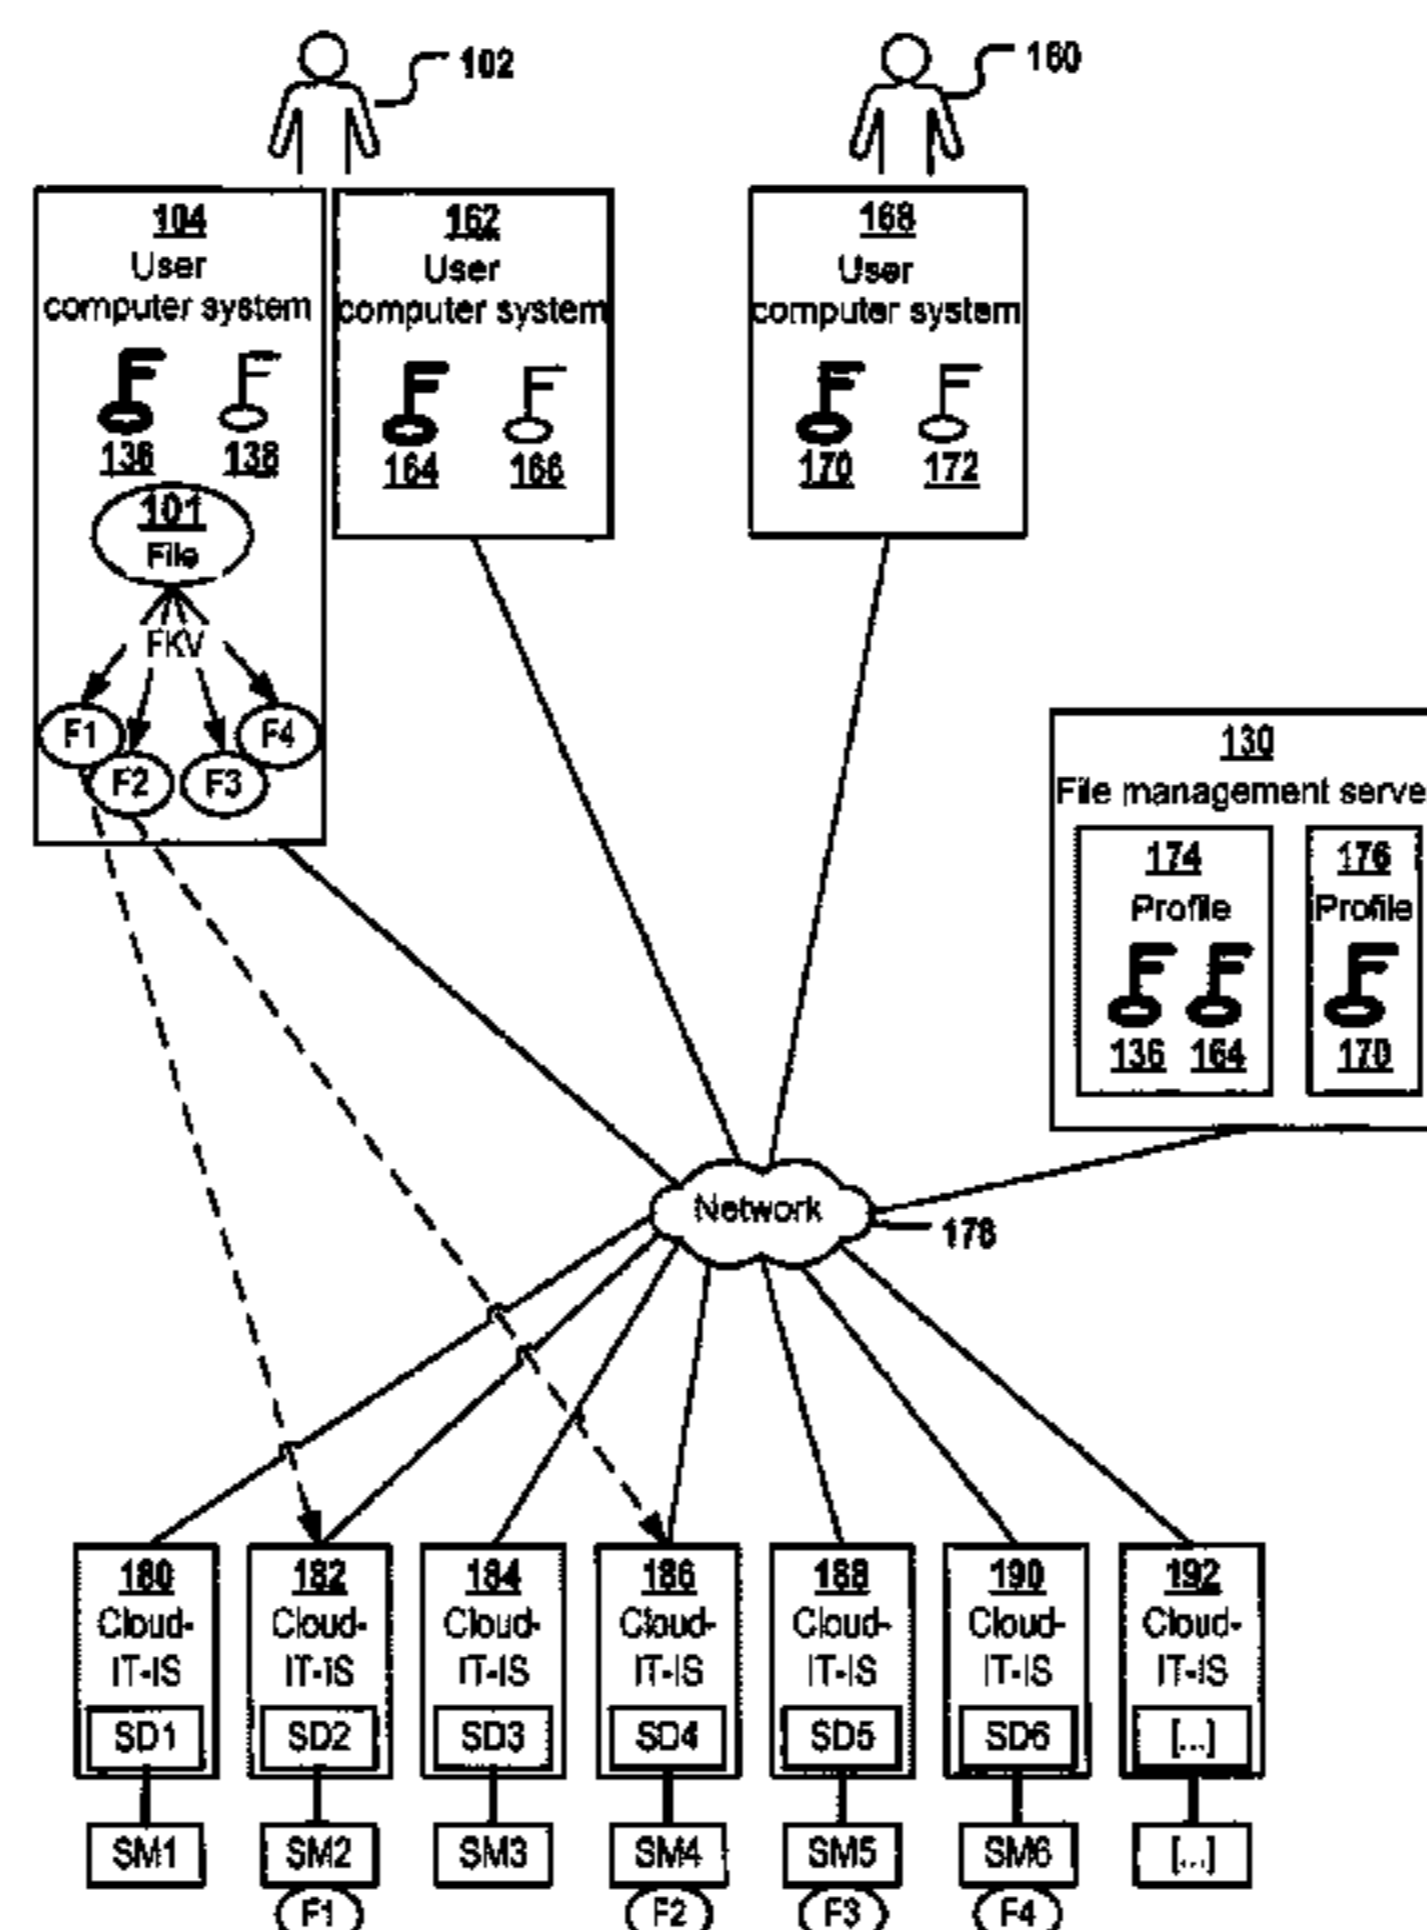 102
160
104
User
computer system
136
138
101
File
FKV
F1
F2
F3
F4
162
User
computer system
164
166
168
User
computer system
170
172
130
File management serve
174
Profile
136
164
176
Profile
170
Network
178
180
Cloud-
IT-IS
SD1
SM1
182
Cloud-
IT-IS
SD2
SM2
F1
184
Cloud-
IT-IS
SD3
SM3
186
Cloud-
IT-IS
SD4
SM4
F2
188
Cloud-
IT-IS
SD5
SM5
F3
190
Cloud-
IT-IS
SD6
SM6
F4
192
Cloud-
IT-IS
[...]
[...]